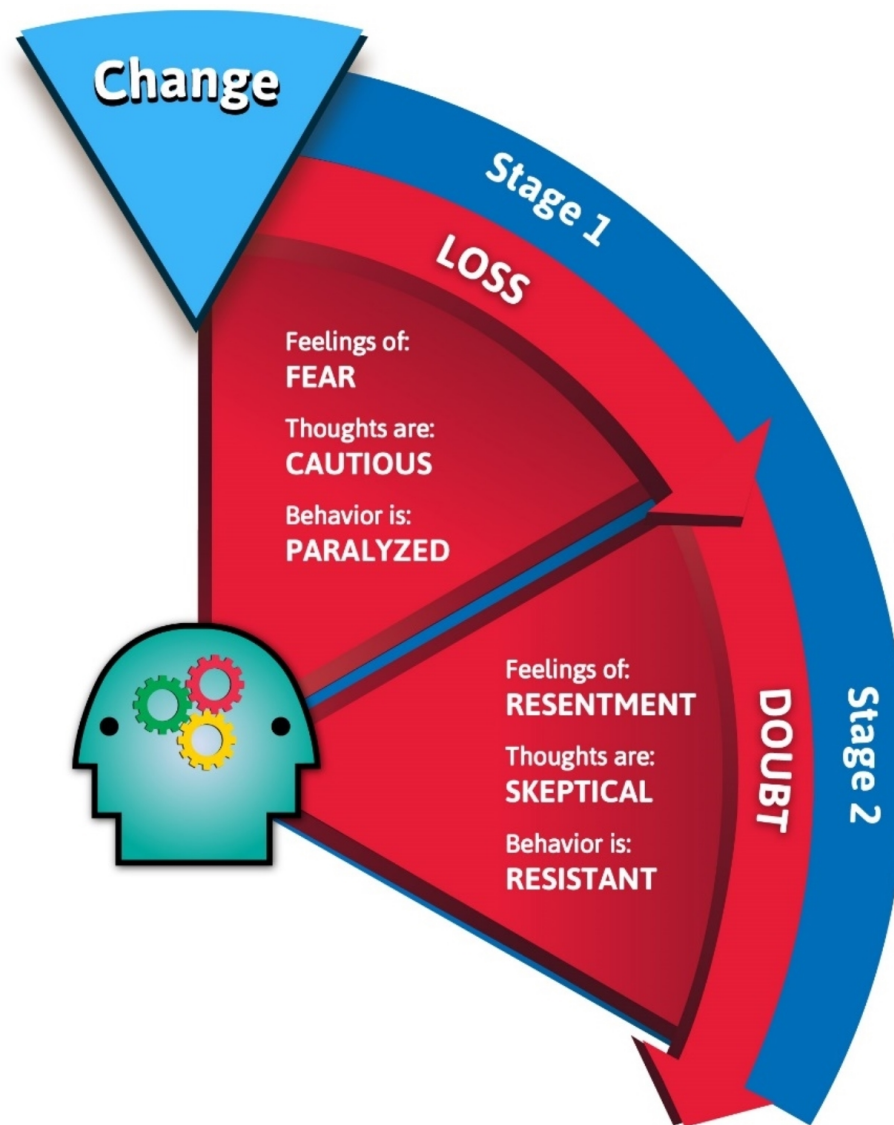 Change
Stage 1
LOSS
Feelings of:
FEAR
Thoughts are:
CAUTIOUS
Behavior is:
PARALYZED
Stage 2
DOUBT
Feelings of:
RESENTMENT
Thoughts are:
SKEPTICAL
Behavior is:
RESISTANT